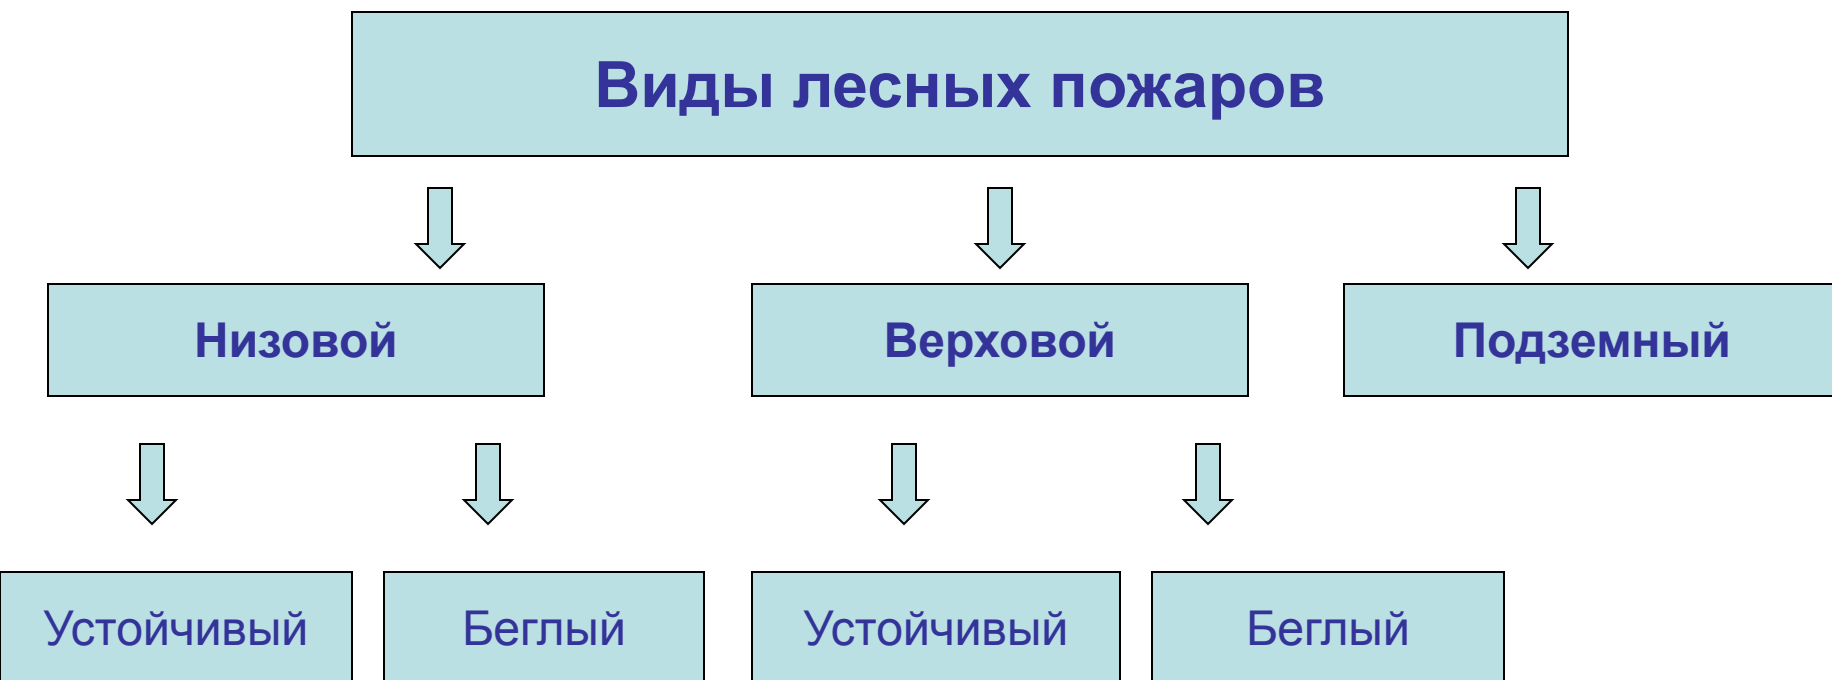 Виды лесных пожаров
Низовой
Верховой
Подземный
Устойчивый
Беглый
Устойчивый
Беглый